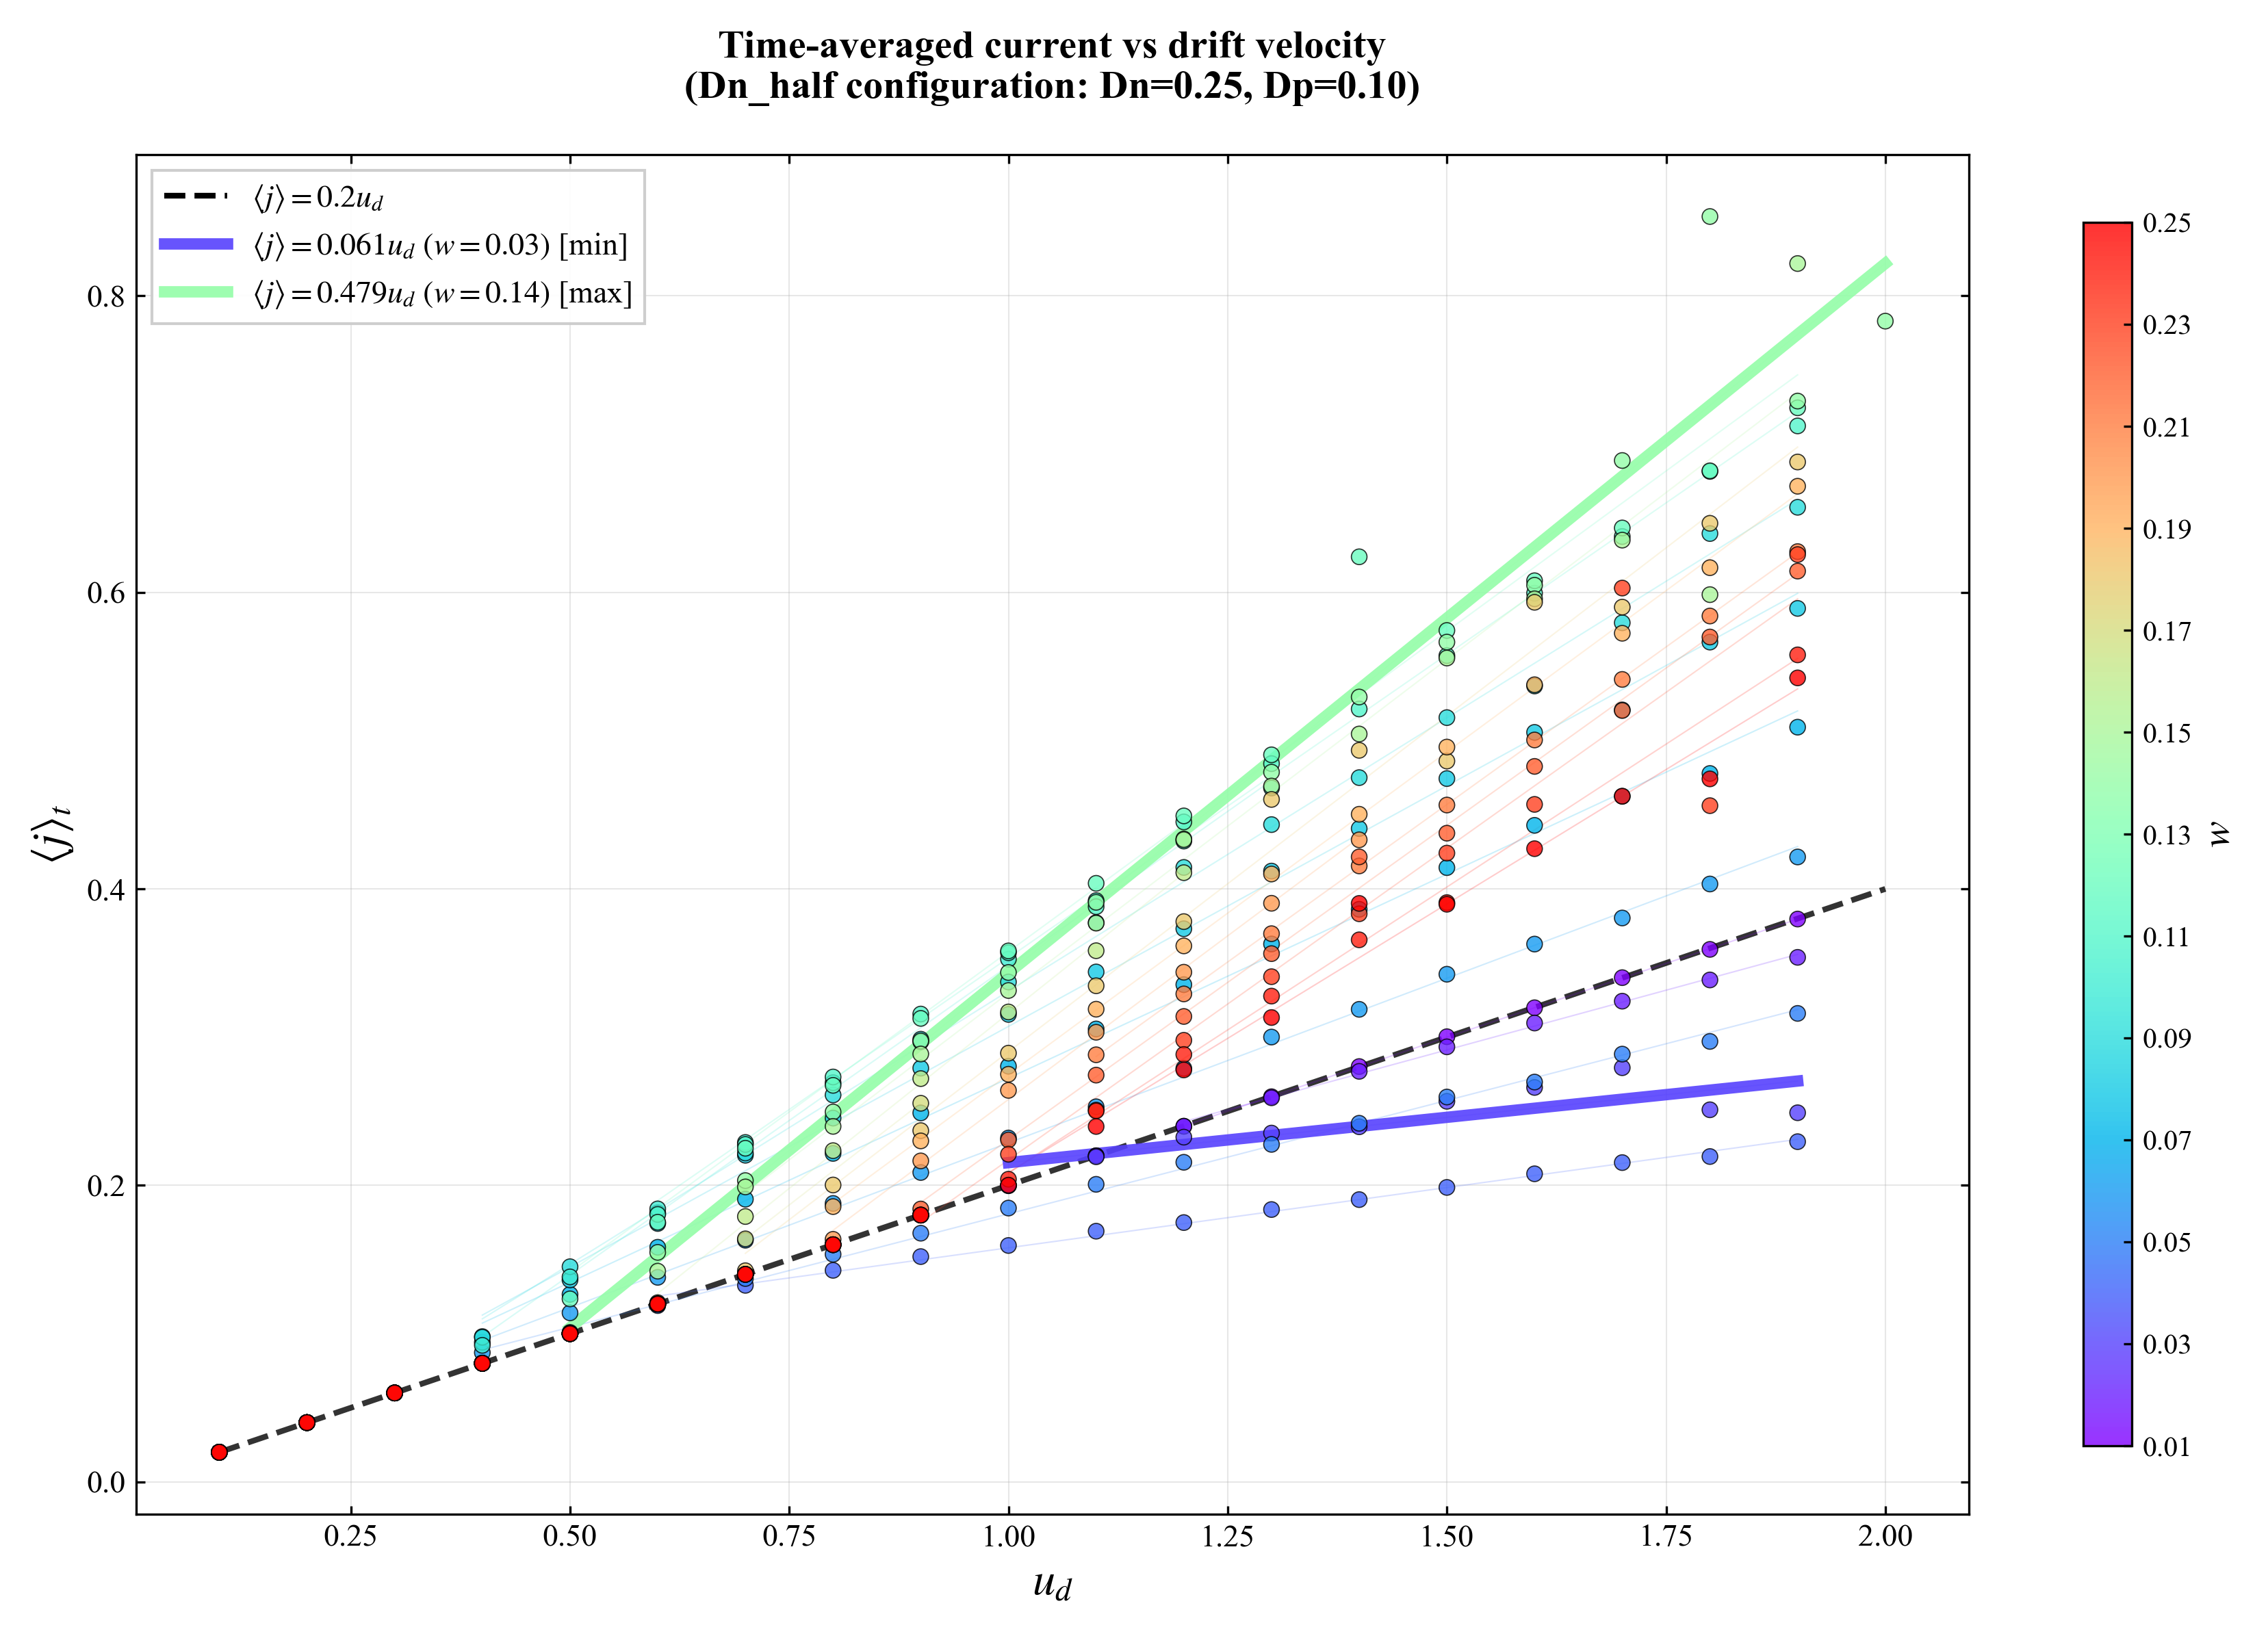 Time-averaged current vs drift velocity
(Dn_half configuration: Dn=0.25, Dp=0.10)
⟨j⟩ = 0.2u_d
⟨j⟩ = 0.061u_d (w = 0.03) [min]
⟨j⟩ = 0.479u_d (w = 0.14) [max]
0.8
0.6
0.4
0.2
0.0
⟨j⟩_t
0.25 0.50 0.75 1.00 1.25 1.50 1.75 2.00
u_d
0.25
0.23
0.21
0.19
0.17
0.15
0.13
0.11
0.09
0.07
0.05
0.03
0.01
w